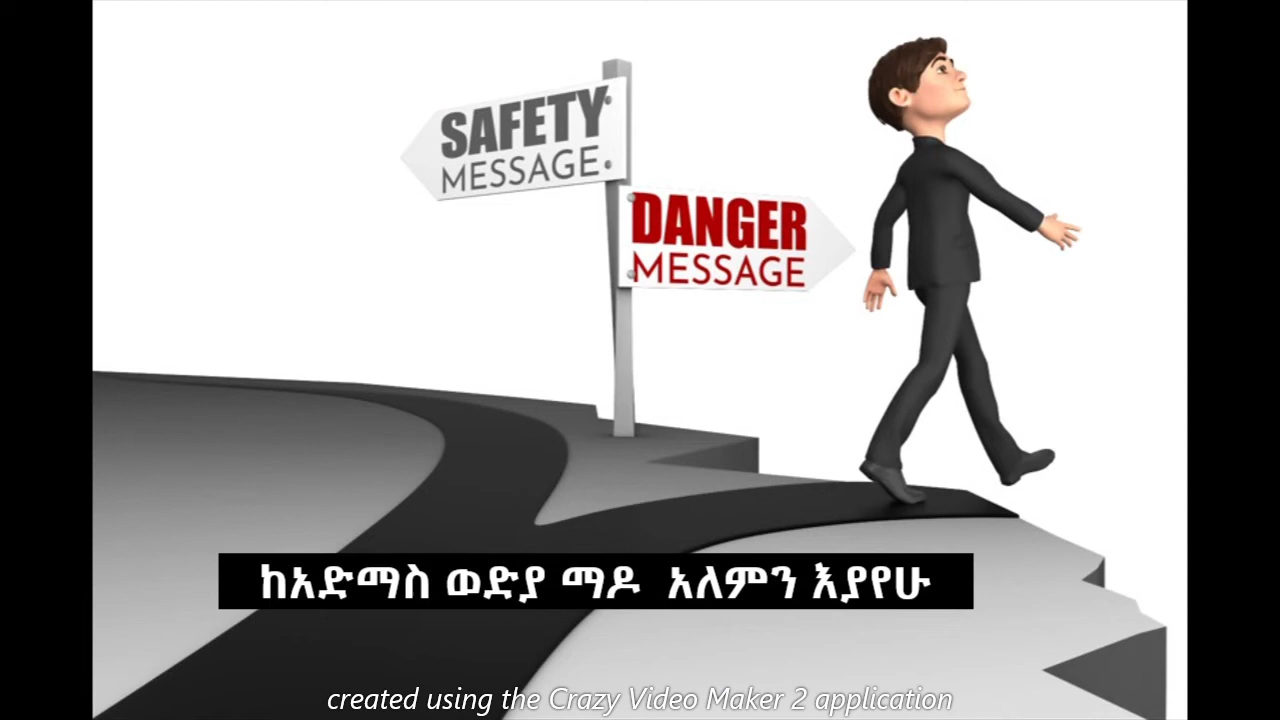 SAFETY
MESSAGE
DANGER
MESSAGE
ከአድማስ ወድያ ማዶ አለምን እያየሁ
created using the Crazy Video Maker 2 application